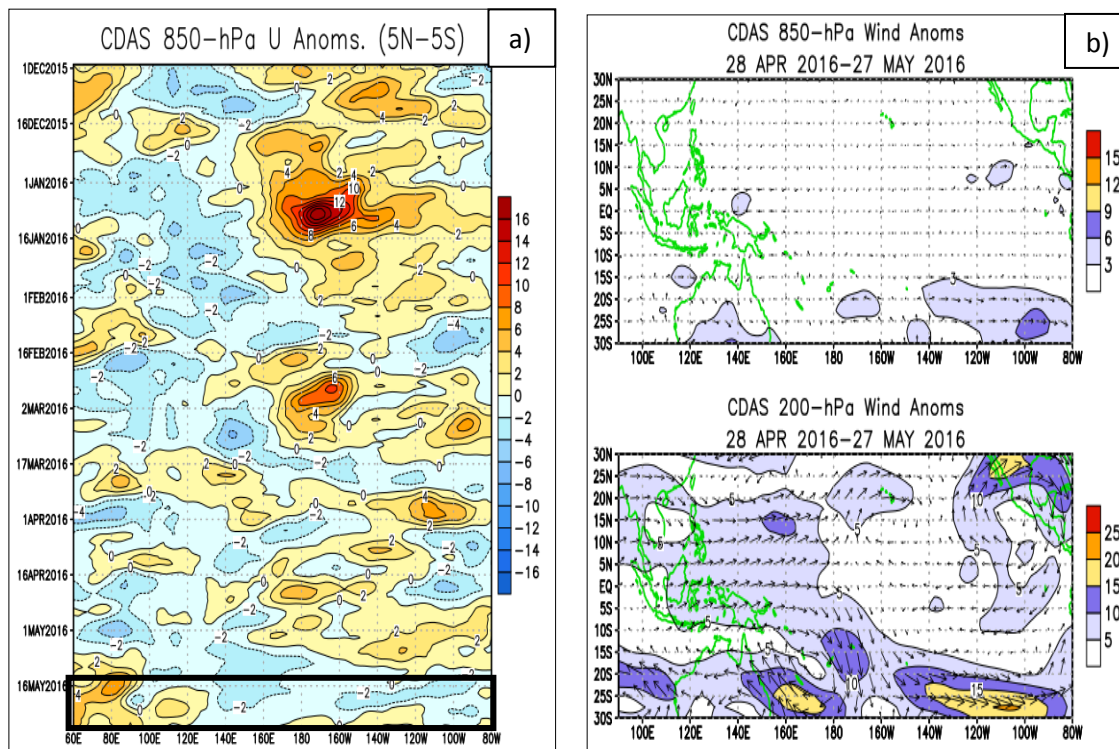 CDAS 850-hPa U Anoms. (5N-5S)
a)
1DEC2015
16DEC2015
1JAN2016
16JAN2016
1FEB2016
16FEB2016
2MAR2016
17MAR2016
1APR2016
16APR2016
1MAY2016
16MAY2016
60E 80E 100E 120E 140E 160E 180 160W 140W 120W 100W 80W
16
14
12
10
8
6
4
2
0
-2
-4
-6
-8
-10
-12
-14
-16
b)
CDAS 850-hPa Wind Anoms
28 APR 2016-27 MAY 2016
30N
25N
20N
15N
10N
5N
EQ
5S
10S
15S
20S
25S
30S
100E 120E 140E 160E 180 160W 140W 120W 100W 80W
3
15
12
9
6
3
CDAS 200-hPa Wind Anoms
28 APR 2016-27 MAY 2016
30N
25N
20N
15N
10N
5N
EQ
5S
10S
15S
20S
25S
30S
100E 120E 140E 160E 180 160W 140W 120W 100W 80W
5
10
15
25
20
15
10
5